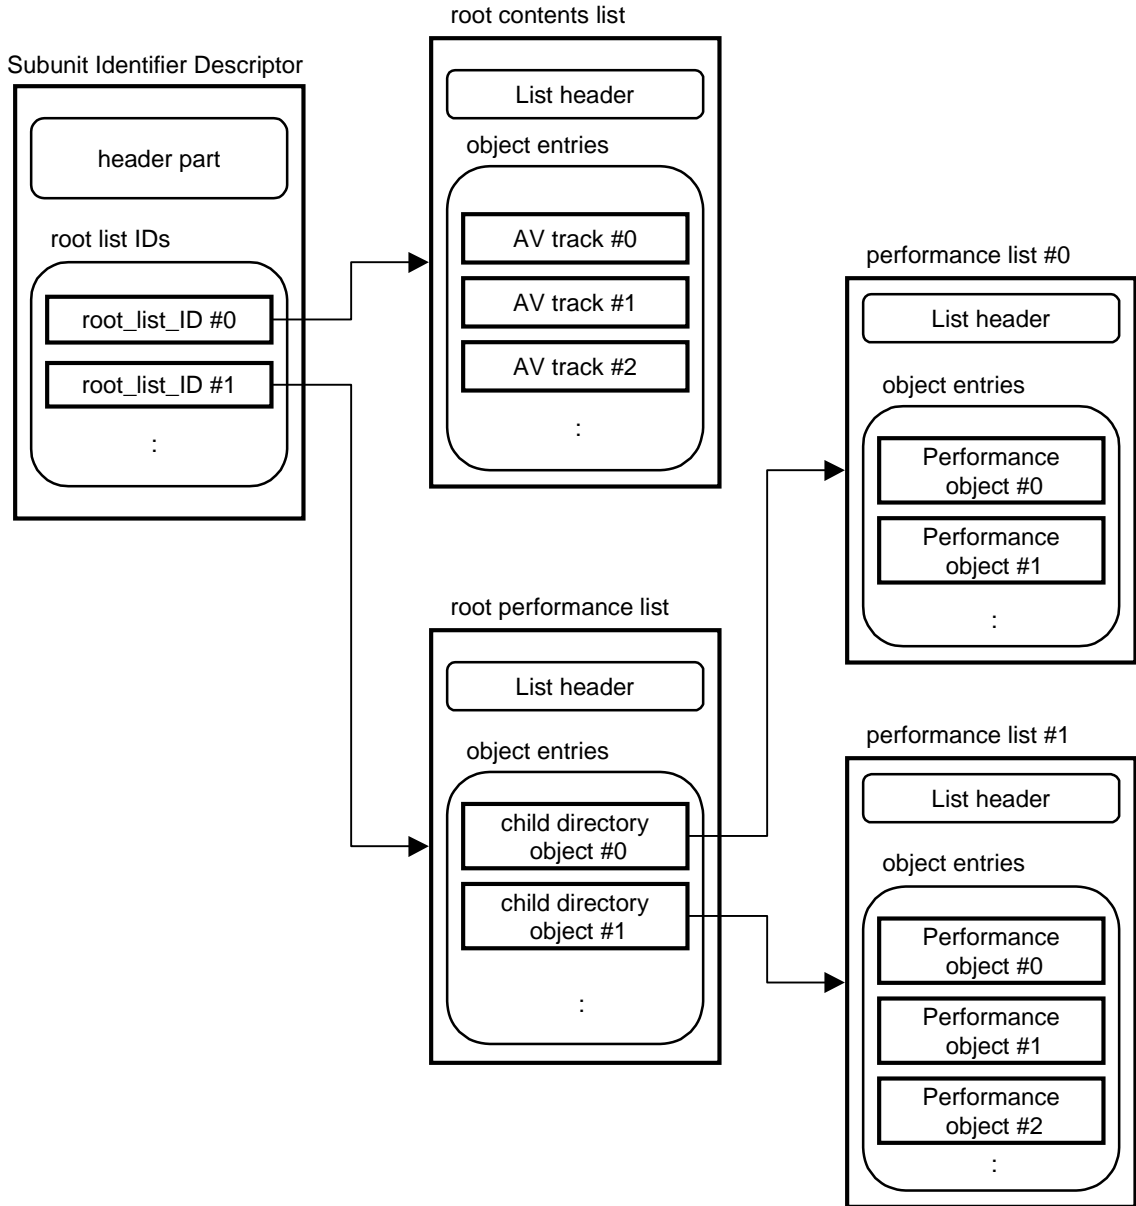 Subunit Identifier Descriptor
header part
root list IDs
root_list_ID #0
root_list_ID #1
:
root contents list
List header
object entries
AV track #0
AV track #1
AV track #2
:
root performance list
List header
object entries
child directory
object #0
child directory
object #1
:
performance list #0
List header
object entries
Performance
object #0
Performance
object #1
:
performance list #1
List header
object entries
Performance
object #0
Performance
object #1
Performance
object #2
: